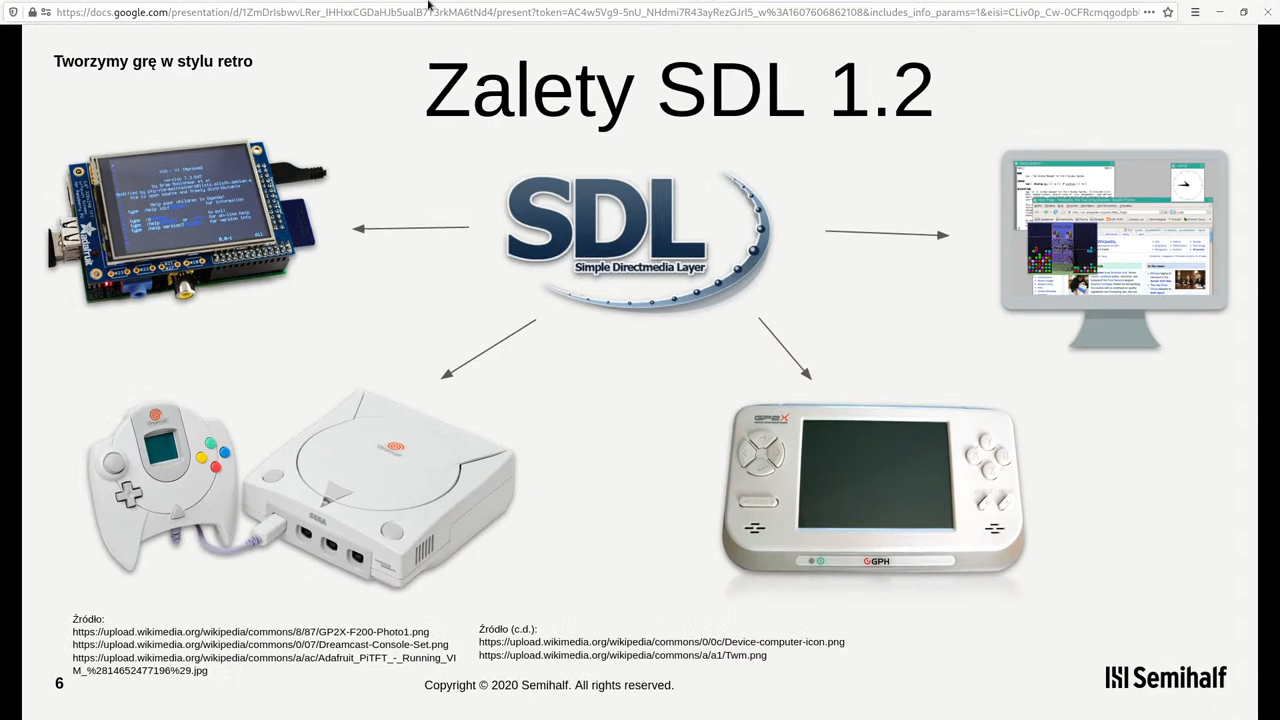 Tworzymy grę w stylu retro
Zalety SDL 1.2
VIM - Vi Improved
SDL
Simple Directmedia Layer
SEGA
GP2X
GPH
Źródło:
https://upload.wikimedia.org/wikipedia/commons/8/87/GP2X-F200-Photo1.png
https://upload.wikimedia.org/wikipedia/commons/0/07/Dreamcast-Console-Set.png
https://upload.wikimedia.org/wikipedia/commons/a/ac/Adafruit_PiTFT_-_Running_VI
M_%2814652477196%29.jpg
Źródło (c.d.):
https://upload.wikimedia.org/wikipedia/commons/0/0c/Device-computer-icon.png
https://upload.wikimedia.org/wikipedia/commons/a/a1/Twm.png
6
Copyright © 2020 Semihalf. All rights reserved.
Semihalf